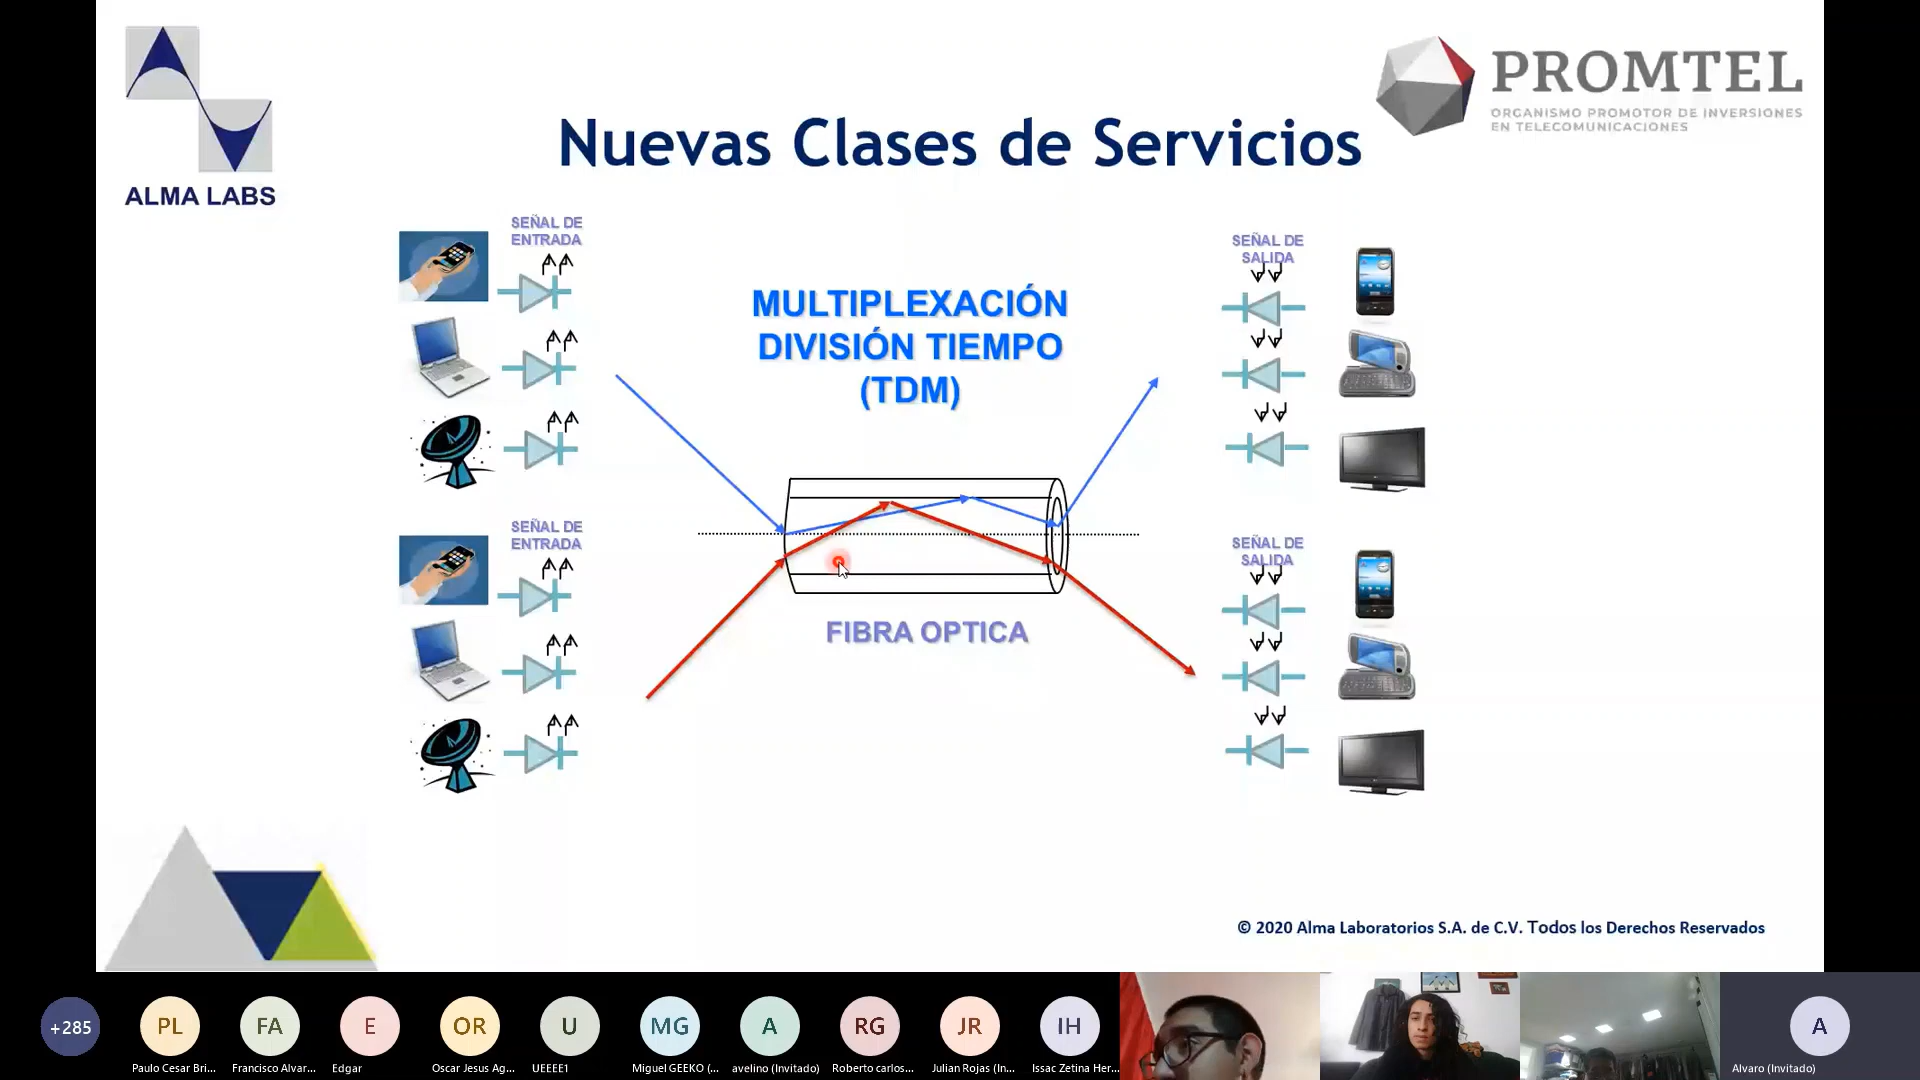 ALMA LABS
PROMTEL
ORGANISMO PROMOTOR DE INVERSIONES
EN TELECOMUNICACIONES
Nuevas Clases de Servicios
SEÑAL DE
ENTRADA
MULTIPLEXACIÓN
DIVISIÓN TIEMPO
(TDM)
SEÑAL DE
SALIDA
SEÑAL DE
ENTRADA
FIBRA OPTICA
SEÑAL DE
SALIDA
© 2020 Alma Laboratorios S.A. de C.V. Todos los Derechos Reservados
+285
PL
FA
E
OR
U
MG
A
RG
JR
IH
A
Paulo Cesar Bri...
Francisco Alvar...
Edgar
Oscar Jesus Ag...
UEEEE1
Miguel GEEKO (...
avelino (Invitado)
Roberto carlos...
Julian Rojas (In...
Issac Zetina Her...
Alvaro (Invitado)